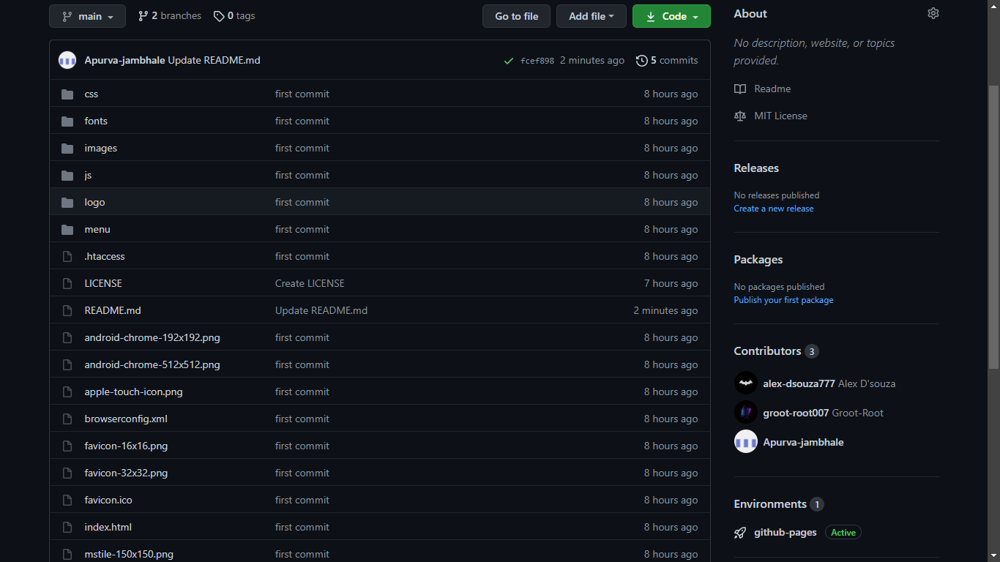 main 2 branches 0 tags Go to file Add file Code
Apurva-jambhale Update README.md fcef898 2 minutes ago 5 commits
css first commit 8 hours ago
fonts first commit 8 hours ago
images first commit 8 hours ago
js first commit 8 hours ago
logo first commit 8 hours ago
menu first commit 8 hours ago
.htaccess first commit 8 hours ago
LICENSE Create LICENSE 7 hours ago
README.md Update README.md 2 minutes ago
android-chrome-192x192.png first commit 8 hours ago
android-chrome-512x512.png first commit 8 hours ago
apple-touch-icon.png first commit 8 hours ago
browserconfig.xml first commit 8 hours ago
favicon-16x16.png first commit 8 hours ago
favicon-32x32.png first commit 8 hours ago
favicon.ico first commit 8 hours ago
index.html first commit 8 hours ago
mstile-150x150.png first commit 8 hours ago
About
No description, website, or topics
provided.
Readme
MIT License
Releases
No releases published
Create a new release
Packages
No packages published
Publish your first package
Contributors 3
alex-dsouza777 Alex D'souza
groot-root007 Groot-Root
Apurva-jambhale
Environments 1
github-pages Active